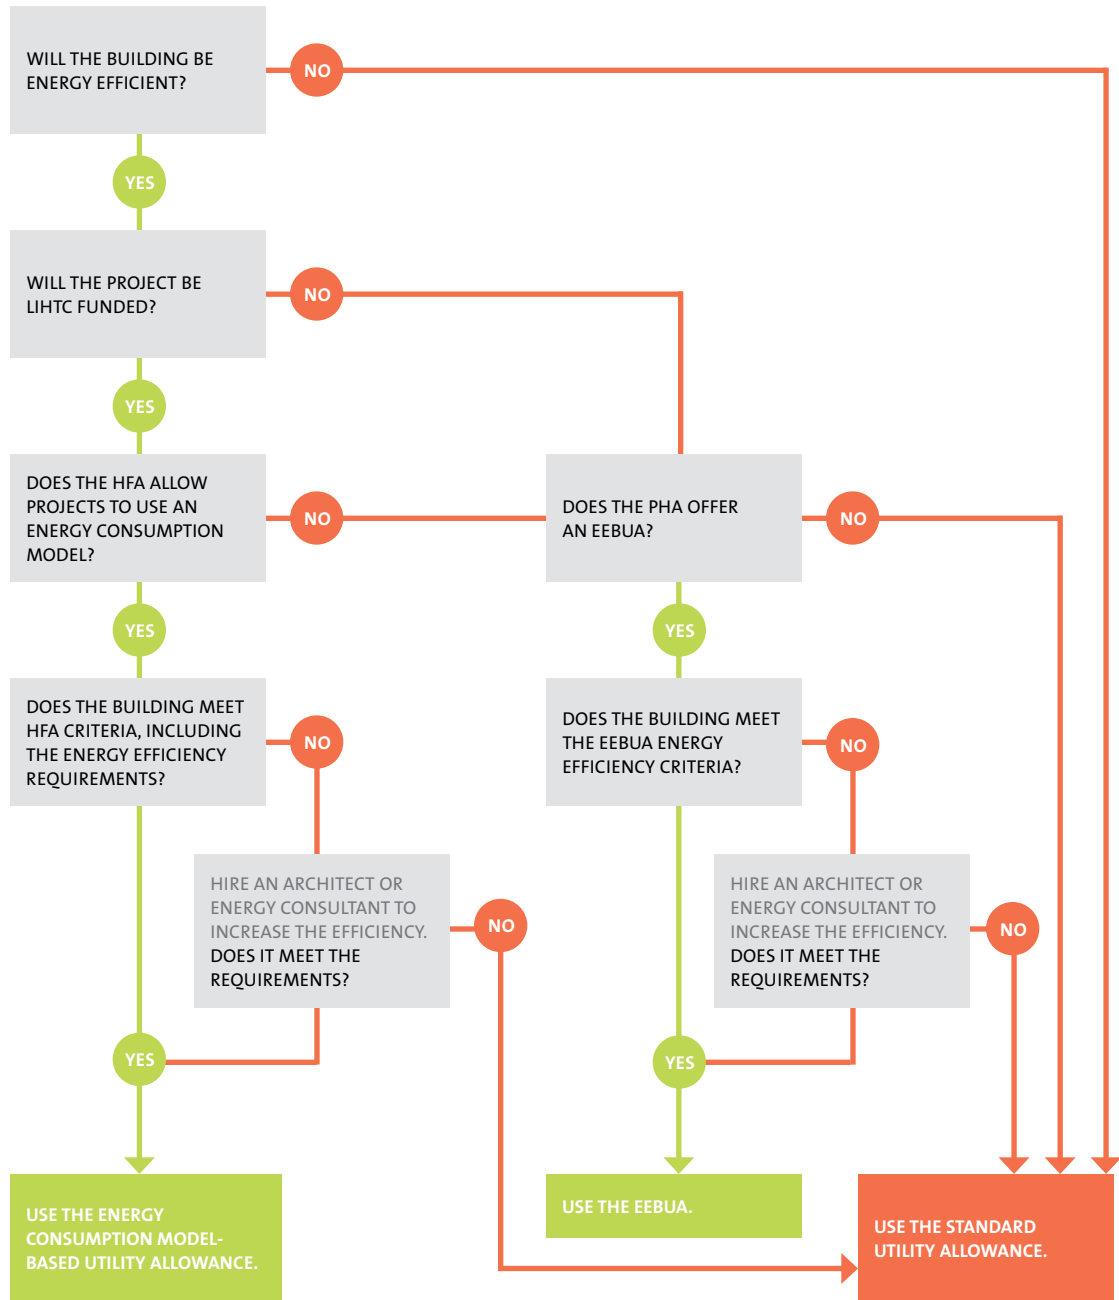 WILL THE BUILDING BE
ENERGY EFFICIENT?
NO
YES
WILL THE PROJECT BE
LIHTC FUNDED?
NO
YES
DOES THE HFA ALLOW
PROJECTS TO USE AN
ENERGY CONSUMPTION
MODEL?
NO
DOES THE PHA OFFER
AN EEBUA?
NO
YES
YES
DOES THE BUILDING MEET
HFA CRITERIA, INCLUDING
THE ENERGY EFFICIENCY
REQUIREMENTS?
NO
DOES THE BUILDING MEET
THE EEBUA ENERGY
EFFICIENCY CRITERIA?
NO
HIRE AN ARCHITECT OR
ENERGY CONSULTANT TO
INCREASE THE EFFICIENCY.
DOES IT MEET THE
REQUIREMENTS?
NO
HIRE AN ARCHITECT OR
ENERGY CONSULTANT TO
INCREASE THE EFFICIENCY.
DOES IT MEET THE
REQUIREMENTS?
NO
YES
YES
USE THE ENERGY
CONSUMPTION MODEL-
BASED UTILITY ALLOWANCE.
USE THE EEBUA.
USE THE STANDARD
UTILITY ALLOWANCE.